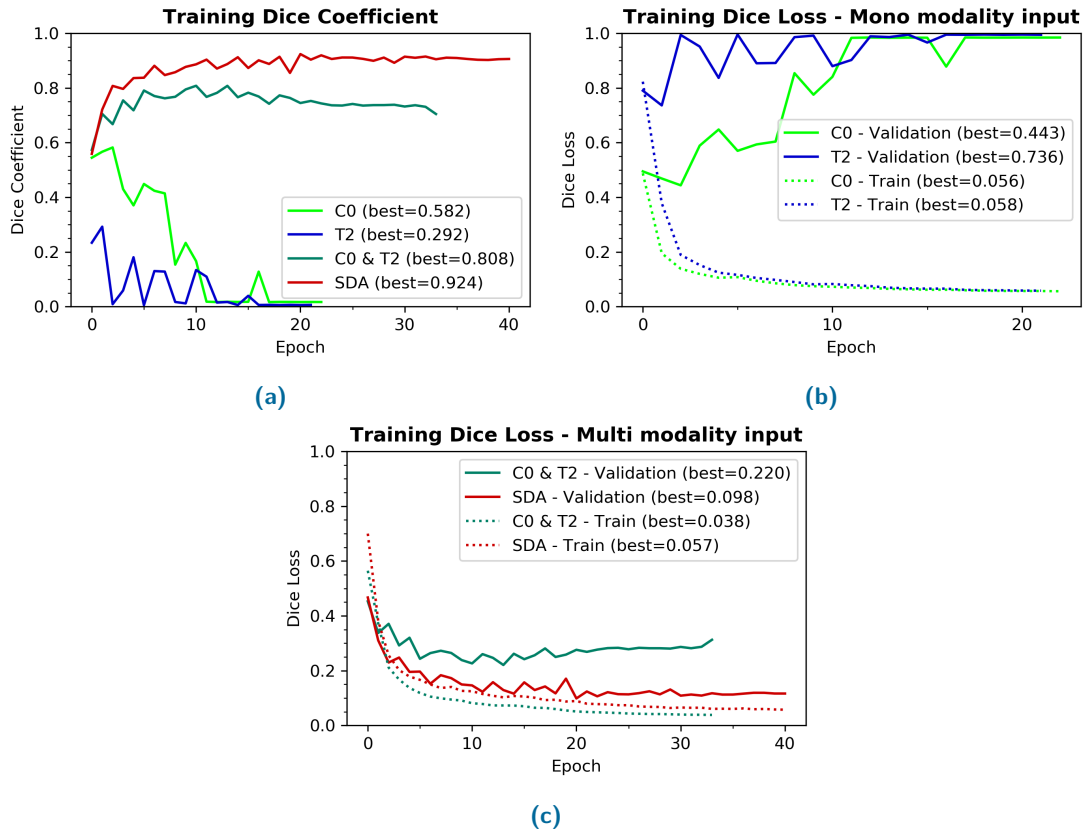 Training Dice Coefficient
1.0
0.8
0.6
0.4
0.2
0.0
Dice Coefficient
C0 (best=0.582)
T2 (best=0.292)
C0 & T2 (best=0.808)
SDA (best=0.924)
0 10 20 30 40
Epoch
(a)
Training Dice Loss - Mono modality input
1.0
0.8
0.6
0.4
0.2
0.0
Dice Loss
C0 - Validation (best=0.443)
T2 - Validation (best=0.736)
C0 - Train (best=0.056)
T2 - Train (best=0.058)
0 10 20
Epoch
(b)
Training Dice Loss - Multi modality input
1.0
0.8
0.6
0.4
0.2
0.0
Dice Loss
C0 & T2 - Validation (best=0.220)
SDA - Validation (best=0.098)
C0 & T2 - Train (best=0.038)
SDA - Train (best=0.057)
0 10 20 30 40
Epoch
(c)